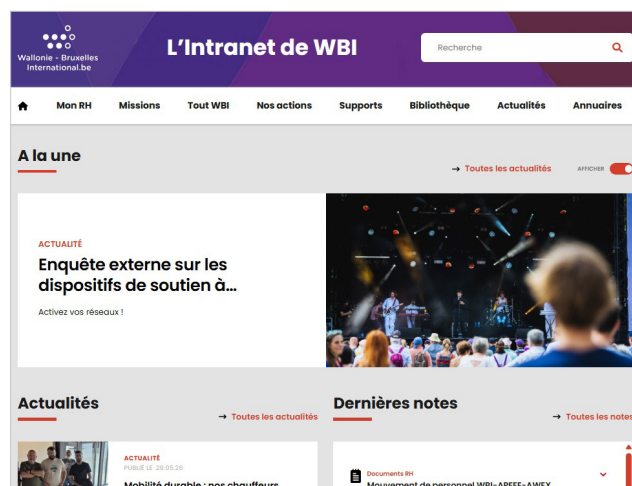 Wallonie - Bruxelles
International.be
L'Intranet de WBI
Recherche
Mon RH Missions Tout WBI Nos actions Supports Bibliothèque Actualités Annuaires
A la une
→ Toutes les actualités
AFFICHER
ACTUALITÉ
Enquête externe sur les
dispositifs de soutien à...
Activez vos réseaux !
Actualités
→ Toutes les actualités
Dernières notes
→ Toutes les notes
ACTUALITÉ
PUBLIÉ LE 29.05.26
Mobilité durable : nos chauffeurs
Documents RH
Mouvement de personnel WBI-APEFE-AWEX